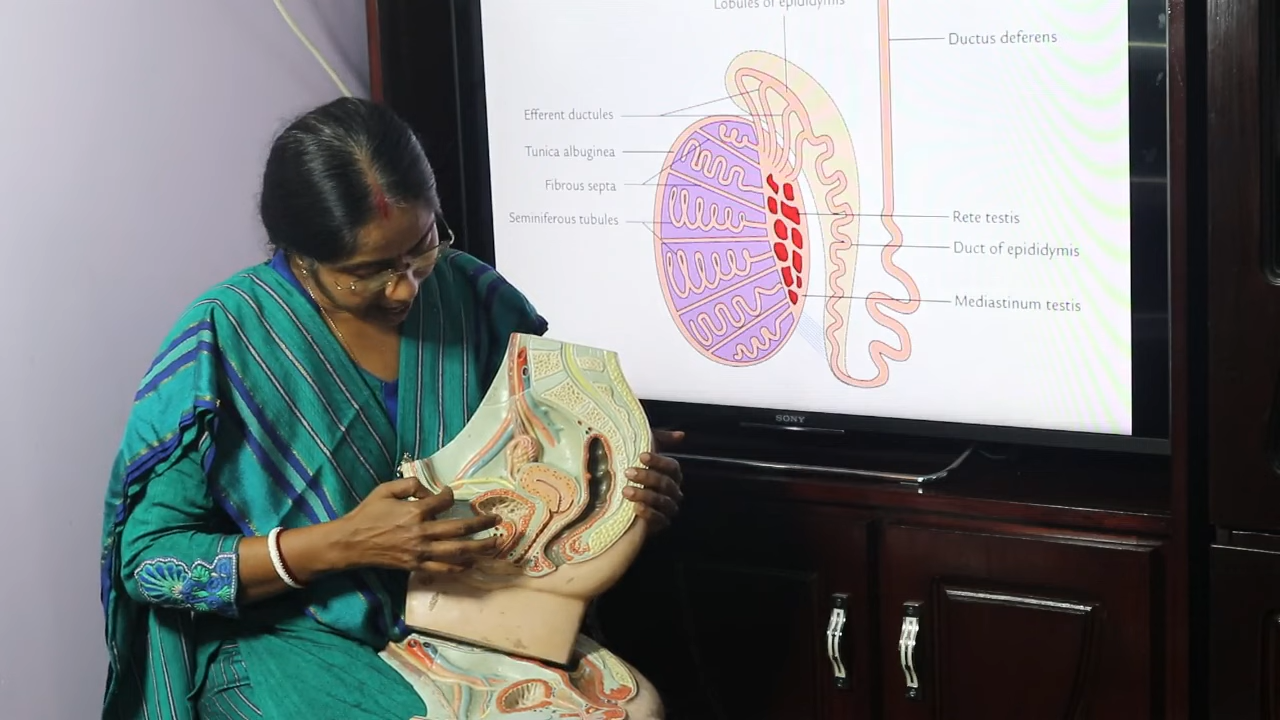 Lobules of epididymis
Ductus deferens
Efferent ductules
Tunica albuginea
Fibrous septa
Seminiferous tubules
Rete testis
Duct of epididymis
Mediastinum testis
SONY